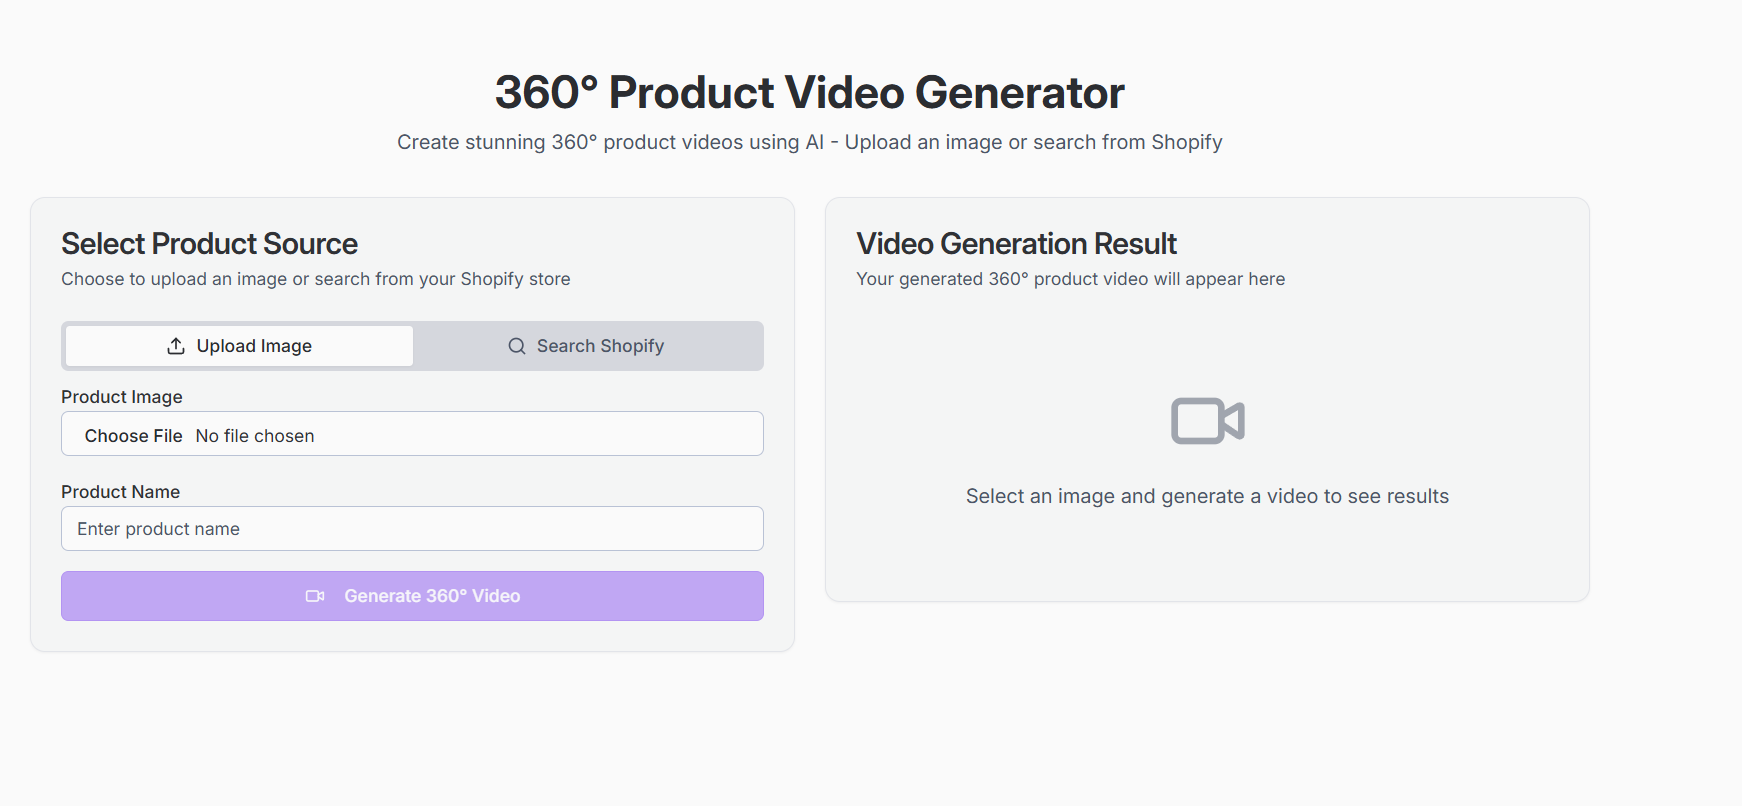 360° Product Video Generator
Create stunning 360° product videos using AI - Upload an image or search from Shopify
Select Product Source
Choose to upload an image or search from your Shopify store
Upload Image
Search Shopify
Product Image
Choose File No file chosen
Product Name
Enter product name
Generate 360° Video
Video Generation Result
Your generated 360° product video will appear here
Select an image and generate a video to see results